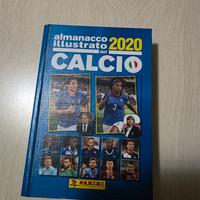 almanacco
illustrato 2020
del
CALCIO
PANINI